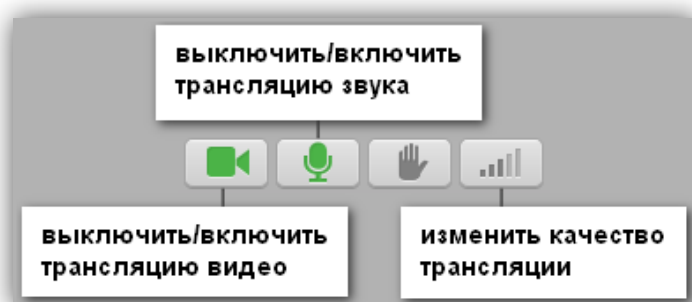 выключить/включить
трансляцию звука
выключить/включить
трансляцию видео
изменить качество
трансляции